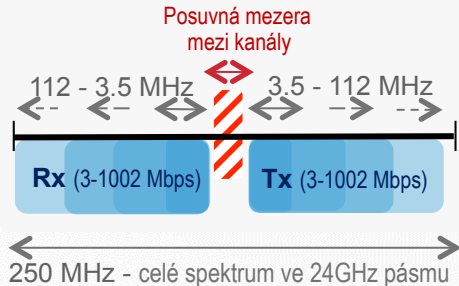 Posuvná mezera
mezi kanály
112 - 3.5 MHz
3.5 - 112 MHz
Rx (3-1002 Mbps)
Tx (3-1002 Mbps)
250 MHz - celé spektrum ve 24GHz pásmu